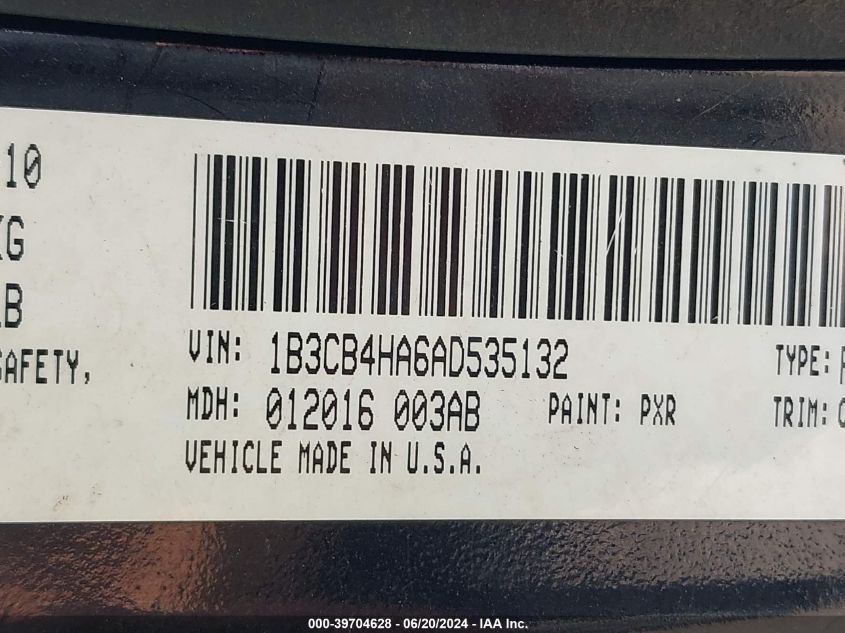 10
KG
LB
SAFETY,
VIN: 1B3CB4HA6AD535132
TYPE:
MDH: 012016 003AB PAINT: PXR
TRIM:
VEHICLE MADE IN U.S.A.
000-39704628 - 06/20/2024 - IAA Inc.